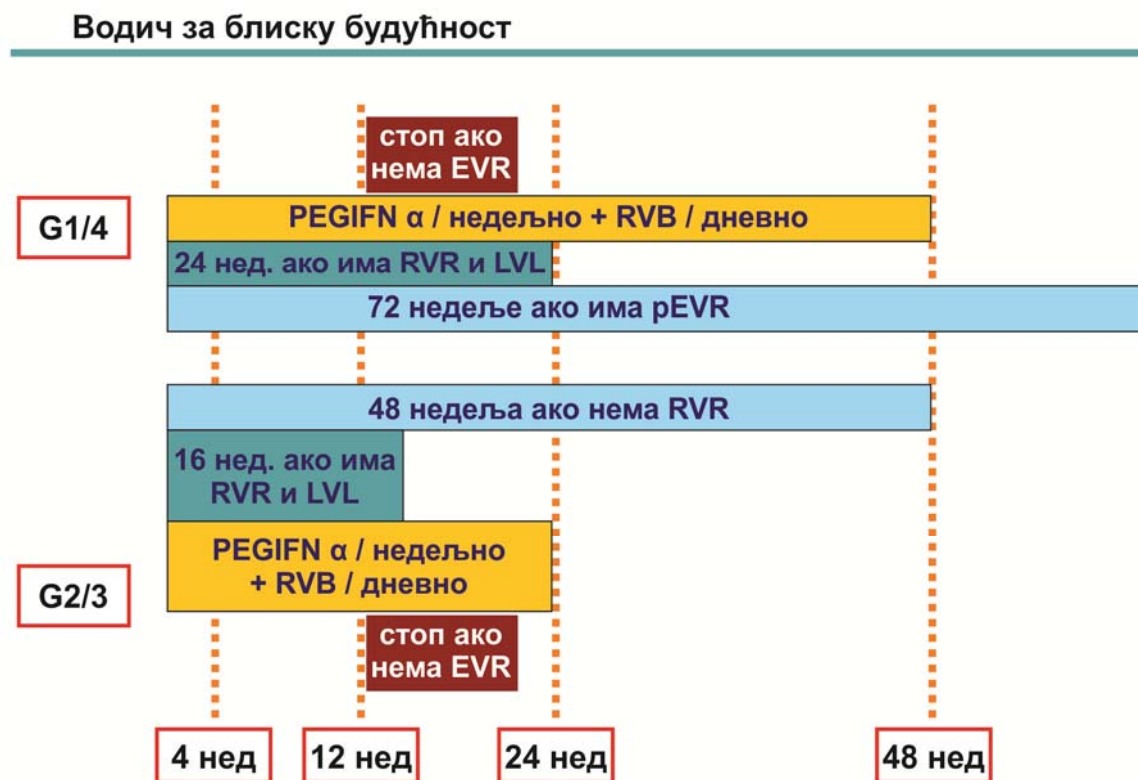 Водич за блиску будућност
стоп ако
нема EVR
G1/4
PEGIFN α / недељно + RVB / дневно
24 нед. ако има RVR и LVL
72 недеље ако има pEVR
48 недеља ако нема RVR
16 нед. ако има
RVR и LVL
PEGIFN α / недељно
+ RVB / дневно
G2/3
стоп ако
нема EVR
4 нед
12 нед
24 нед
48 нед